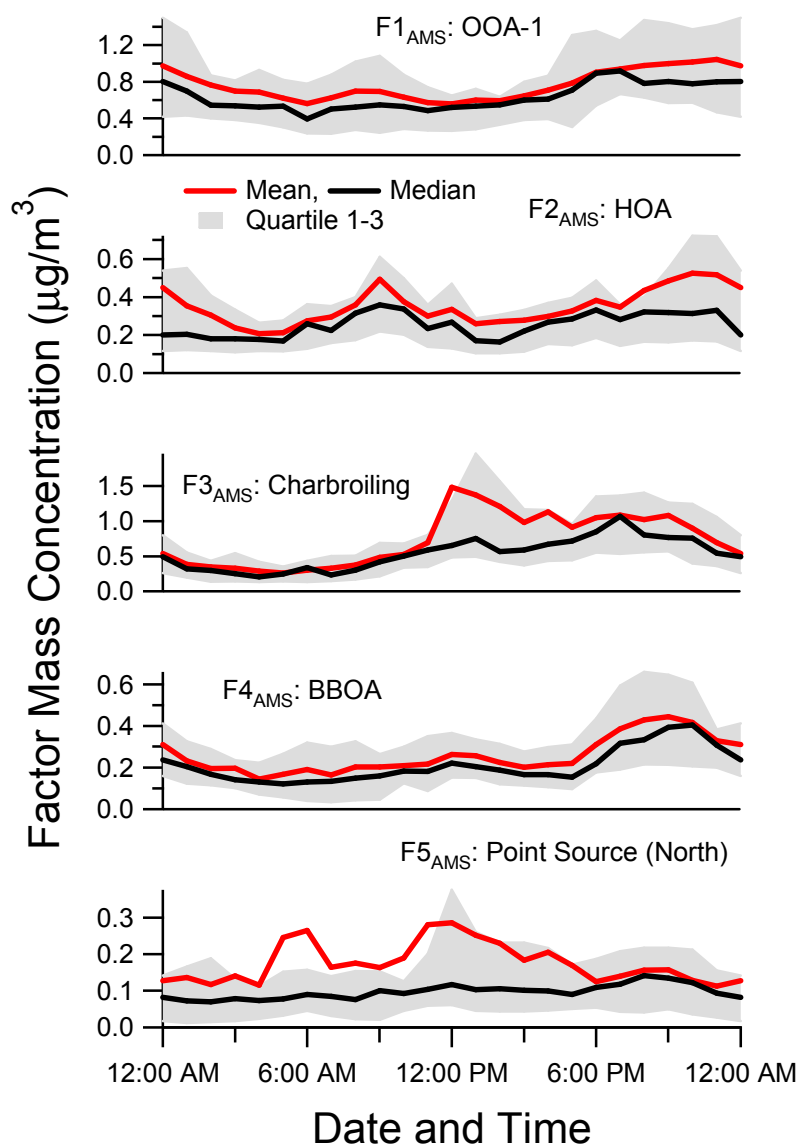 Factor Mass Concentration (μg/m³)
F1AMS: OOA-1
1.2
0.8
0.4
0.0
Mean, Median
Quartile 1-3
F2AMS: HOA
0.6
0.4
0.2
0.0
F3AMS: Charbroiling
1.5
1.0
0.5
0.0
F4AMS: BBOA
0.6
0.4
0.2
0.0
F5AMS: Point Source (North)
0.3
0.2
0.1
0.0
12:00 AM 6:00 AM 12:00 PM 6:00 PM 12:00 AM
Date and Time